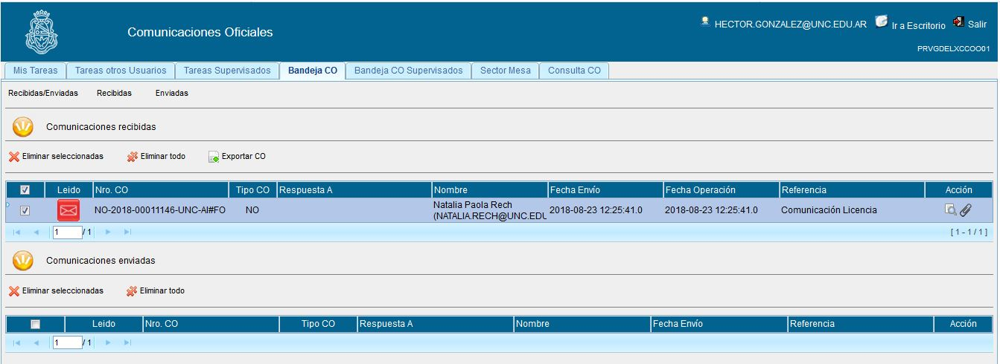 Comunicaciones Oficiales
HECTOR.GONZALEZ@UNC.EDU.AR Ir a Escritorio Salir
PRVGDELXCCOO01
Mis Tareas Tareas otros Usuarios Tareas Supervisados Bandeja CO Bandeja CO Supervisados Sector Mesa Consulta CO
Recibidas/Enviadas Recibidas Enviadas
Comunicaciones recibidas
Eliminar seleccionadas Eliminar todo Exportar CO
Leido Nro. CO Tipo CO Respuesta A Nombre Fecha Envío Fecha Operación Referencia Acción
NO-2018-00011146-UNC-AI#FO NO Natalia Paola Rech 2018-08-23 12:25:41.0 2018-08-23 12:25:41.0 Comunicación Licencia
(NATALIA.RECH@UNC.EDU
1 / 1 [ 1 - 1 / 1 ]
Comunicaciones enviadas
Eliminar seleccionadas Eliminar todo
Leido Nro. CO Tipo CO Respuesta A Nombre Fecha Envío Referencia Acción
1 / 1